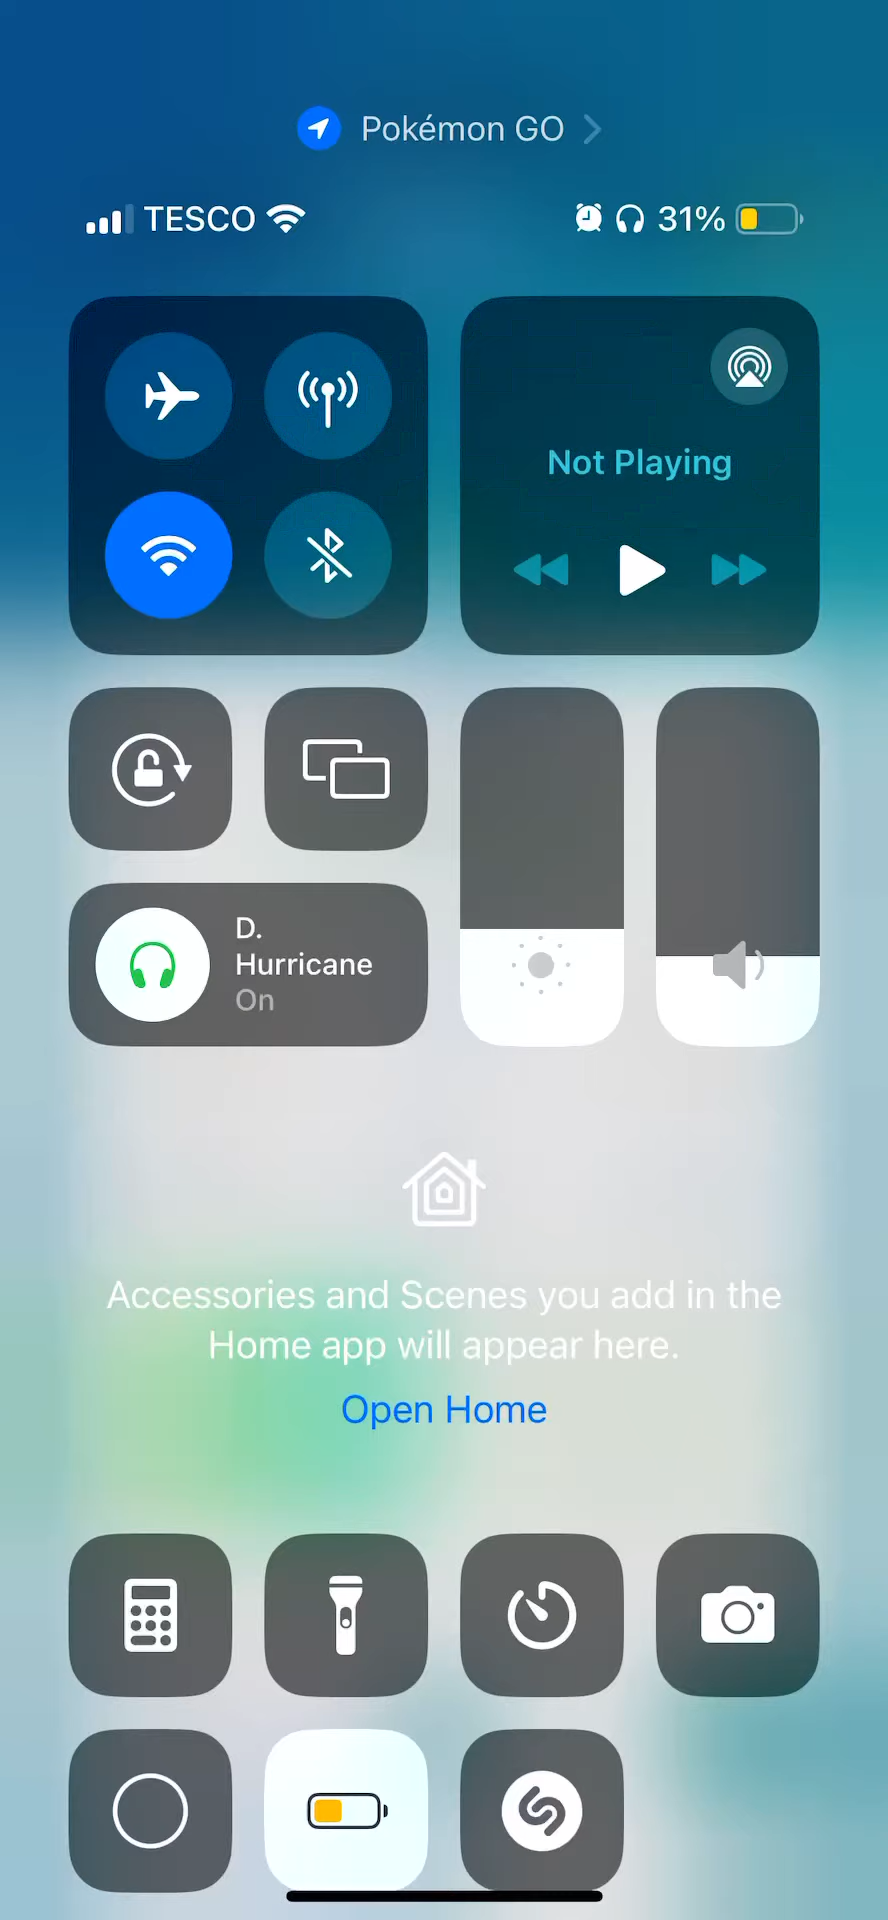 Pokémon GO
TESCO 31%
Not Playing
D.
Hurricane
On
Accessories and Scenes you add in the
Home app will appear here.
Open Home